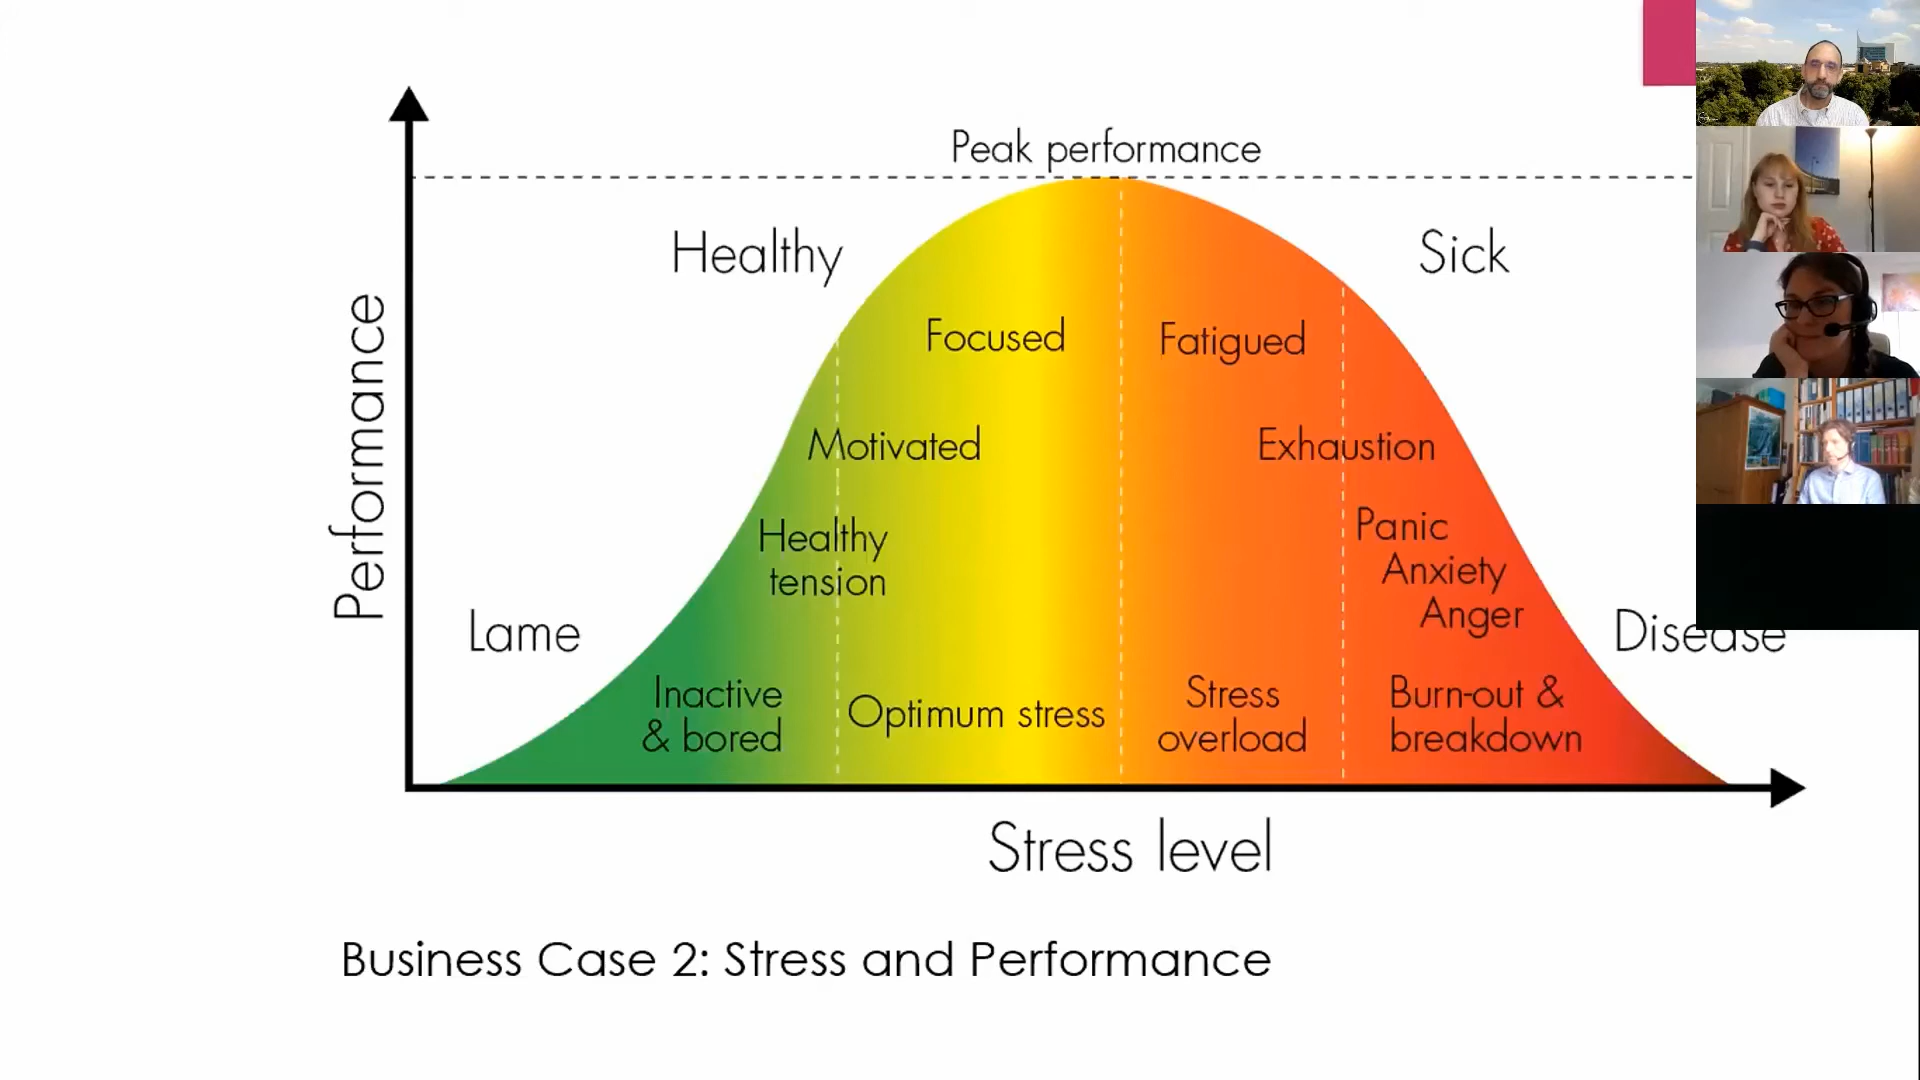 Peak performance
Healthy
Sick
Focused
Fatigued
Motivated
Exhaustion
Healthy
tension
Panic
Anxiety
Anger
Performance
Lame
Disease
Inactive
& bored
Optimum stress
Stress
overload
Burn-out &
breakdown
Stress level
Business Case 2: Stress and Performance